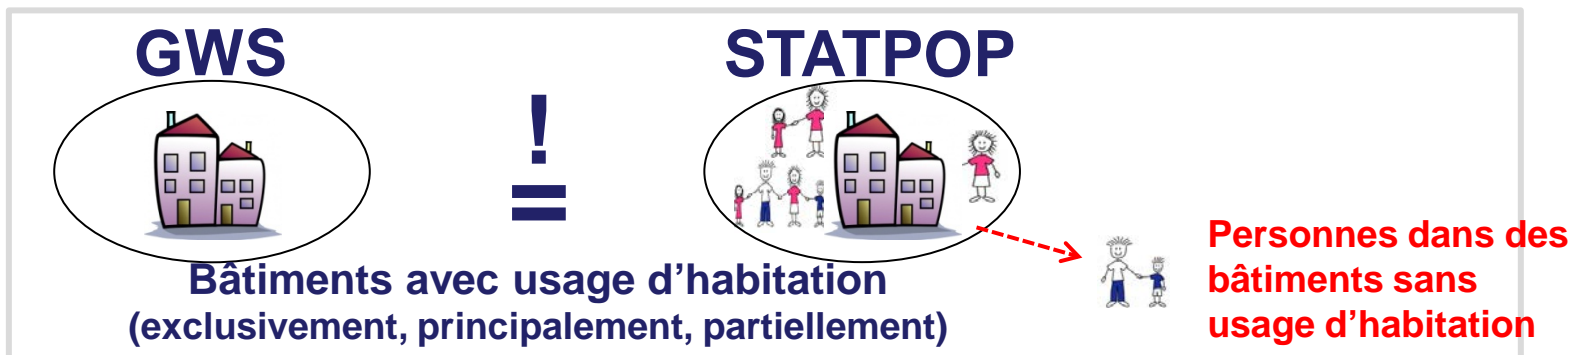 GWS
STATPOP
!
=
Bâtiments avec usage d’habitation
(exclusivement, principalement, partiellement)
Personnes dans des
bâtiments sans
usage d’habitation